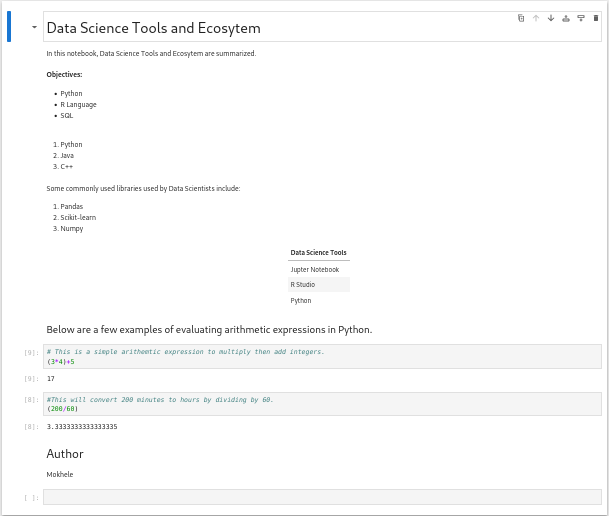 Data Science Tools and Ecosytem
In this notebook, Data Science Tools and Ecosytem are summarized.
Objectives:
• Python
• R Language
• SQL
1. Python
2. Java
3. C++
Some commonly used libraries used by Data Scientists include:
1. Pandas
2. Scikit-learn
3. Numpy
Data Science Tools
Jupter Notebook
R Studio
Python
Below are a few examples of evaluating arithmetic expressions in Python.
[9]: # This is a simple arithemtic expression to multiply then add integers.
(3*4)+5
[9]: 17
[8]: #This will convert 200 minutes to hours by dividing by 60.
(200/60)
[8]: 3.3333333333333335
Author
Mokhele
[ ]: